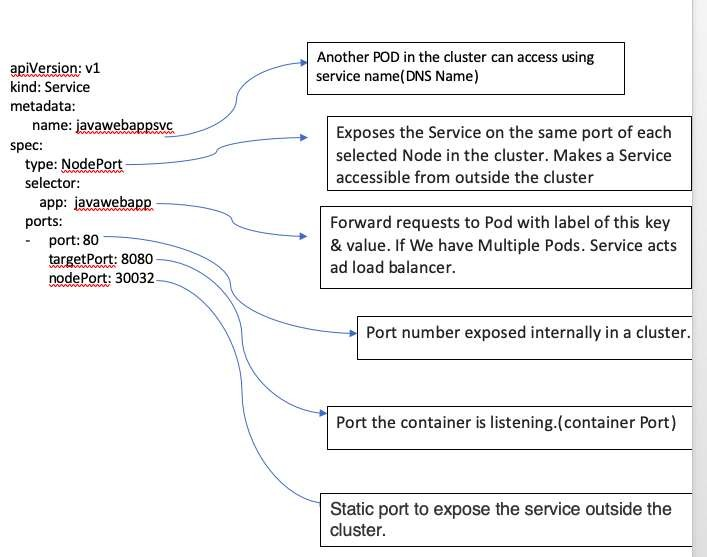 apiVersion: v1
kind: Service
metadata:
name: javawebappsvc
spec:
type: NodePort
selector:
app: javawebapp
ports:
- port: 80
targetPort: 8080
nodePort: 30032
Another POD in the cluster can access using
service name(DNS Name)
Exposes the Service on the same port of each
selected Node in the cluster. Makes a Service
accessible from outside the cluster
Forward requests to Pod with label of this key
& value. If We have Multiple Pods. Service acts
ad load balancer.
Port number exposed internally in a cluster.
Port the container is listening.(container Port)
Static port to expose the service outside the
cluster.